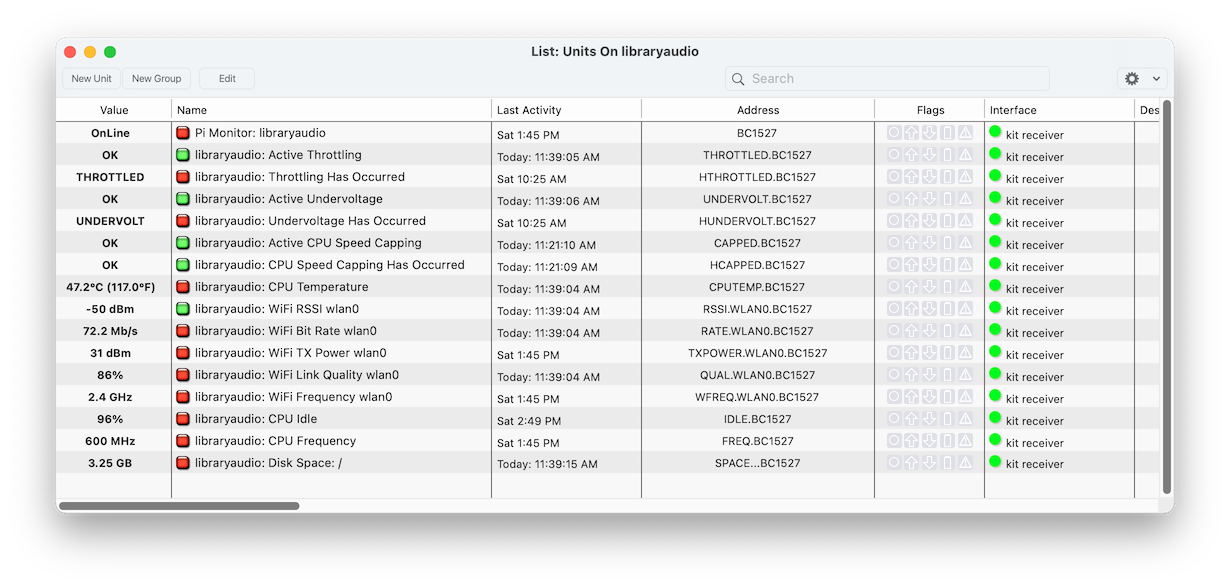 List: Units On libraryaudio
New Unit New Group Edit Search
Value Name Last Activity Address Flags Interface Des
OnLine Pi Monitor: libraryaudio Sat 1:45 PM BC1527 kit receiver
OK libraryaudio: Active Throttling Today: 11:39:05 AM THROTTLED.BC1527 kit receiver
THROTTLED libraryaudio: Throttling Has Occurred Sat 10:25 AM HTHROTTLED.BC1527 kit receiver
OK libraryaudio: Active Undervoltage Today: 11:39:06 AM UNDERVOLT.BC1527 kit receiver
UNDERVOLT libraryaudio: Undervoltage Has Occurred Sat 10:25 AM HUNDERVOLT.BC1527 kit receiver
OK libraryaudio: Active CPU Speed Capping Today: 11:21:10 AM CAPPED.BC1527 kit receiver
OK libraryaudio: CPU Speed Capping Has Occurred Today: 11:21:09 AM HCAPPED.BC1527 kit receiver
47.2ºC (117.0ºF) libraryaudio: CPU Temperature Today: 11:39:04 AM CPUTEMP.BC1527 kit receiver
-50 dBm libraryaudio: WiFi RSSI wlan0 Today: 11:39:04 AM RSSI.WLAN0.BC1527 kit receiver
72.2 Mb/s libraryaudio: WiFi Bit Rate wlan0 Today: 11:39:04 AM RATE.WLAN0.BC1527 kit receiver
31 dBm libraryaudio: WiFi TX Power wlan0 Sat 1:45 PM TXPOWER.WLAN0.BC1527 kit receiver
86% libraryaudio: WiFi Link Quality wlan0 Today: 11:39:04 AM QUAL.WLAN0.BC1527 kit receiver
2.4 GHz libraryaudio: WiFi Frequency wlan0 Sat 1:45 PM WFREQ.WLAN0.BC1527 kit receiver
96% libraryaudio: CPU Idle Sat 2:49 PM IDLE.BC1527 kit receiver
600 MHz libraryaudio: CPU Frequency Sat 1:45 PM FREQ.BC1527 kit receiver
3.25 GB libraryaudio: Disk Space: / Today: 11:39:15 AM SPACE...BC1527 kit receiver